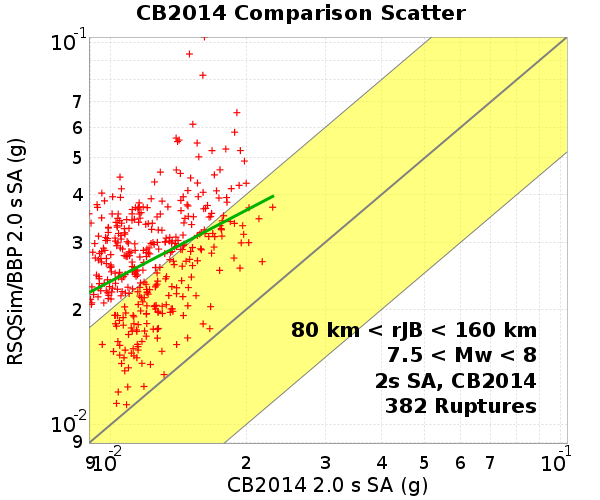 CB2014 Comparison Scatter
RSQSim/BBP 2.0 s SA (g)
10⁻¹
7
6
5
4
3
2
10⁻²
9
80 km < rJB < 160 km
7.5 < Mw < 8
2s SA, CB2014
382 Ruptures
9 10⁻² 2 3 4 5 6 7 10⁻¹
CB2014 2.0 s SA (g)